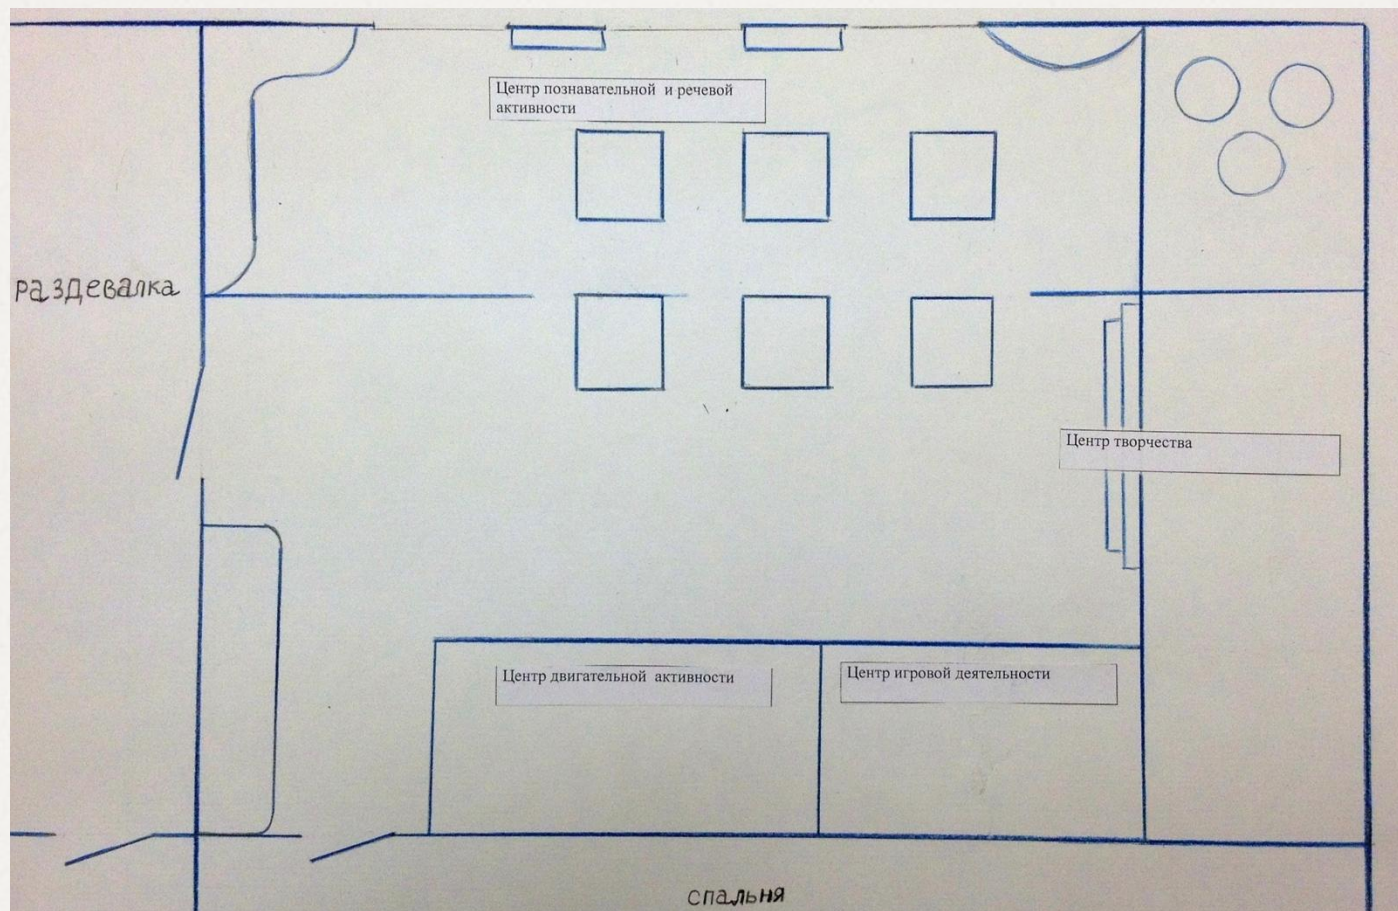 Центр познавательной и речевой
активности
раздевалка
Центр творчества
Центр двигательной активности
Центр игровой деятельности
спальня